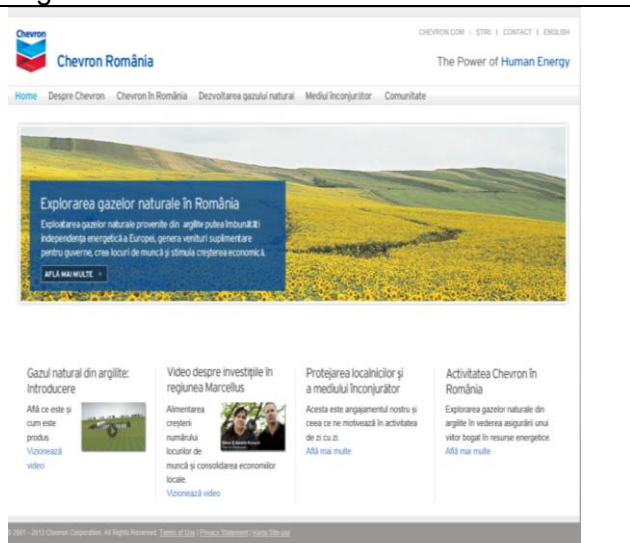 Chevron
CHEVRON.COM | STIRI | CONTACT | ENGLISH
Chevron România
The Power of Human Energy
Home Despre Chevron Chevron în România Dezvoltarea gazului natural Mediul înconjurător Comunitate
Explorarea gazelor naturale în România
Exploatarea gazelor naturale provenite din argilite putea îmbunătăți
independența energetică a Europei, genera venituri suplimentare
pentru guverne, crea locuri de muncă și stimula creșterea economică.
AFLĂ MAI MULTE
Gazul natural din argilite:
Introducere
Află ce este și
cum este
produs
Vizionează
video
Video despre investițiile în
regiunea Marcellus
Alimentarea
creșterii
numărului
locurilor de
muncă și consolidarea economiilor
locale.
Vizionează video
Protejarea localnicilor și
a mediului înconjurător
Acesta este angajamentul nostru și
ceea ce ne motivează în activitatea
de zi cu zi.
Află mai multe
Activitatea Chevron în
România
Explorarea gazelor naturale din
argilite în vederea asigurării unui
viitor bogat în resurse energetice.
Află mai multe
2001 - 2013 Chevron Corporation. All Rights Reserved. Terms of Use | Privacy Statement | Harta Site-ului